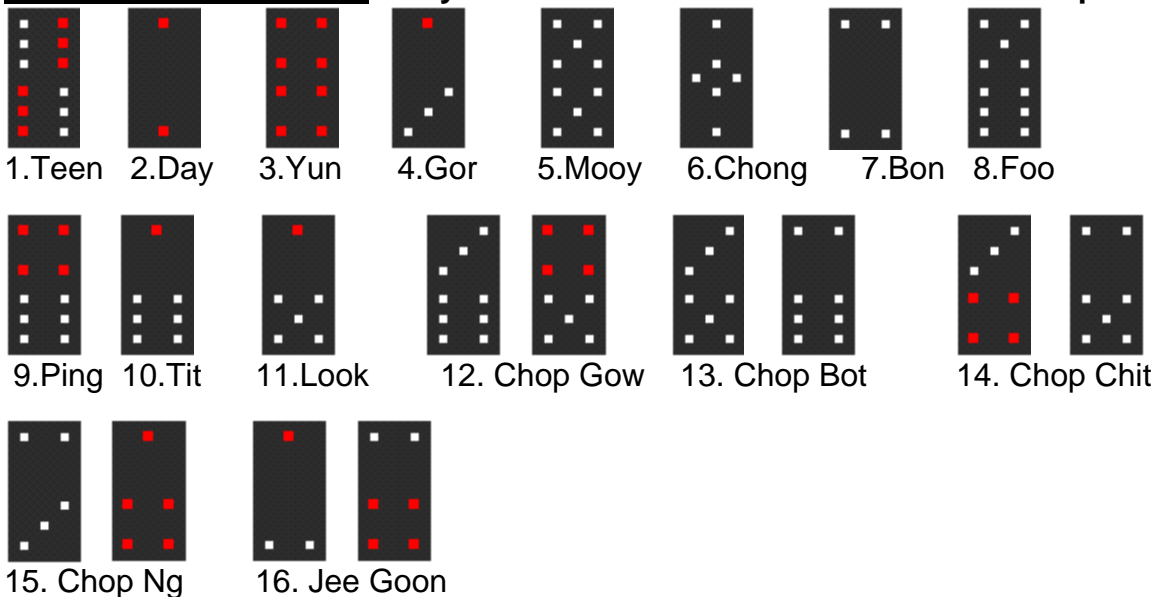 1.Teen 2.Day 3.Yun 4.Gor 5.Mooy 6.Chong 7.Bon 8.Foo
9.Ping 10.Tit 11.Look 12. Chop Gow 13. Chop Bot 14. Chop Chit
15. Chop Ng 16. Jee Goon